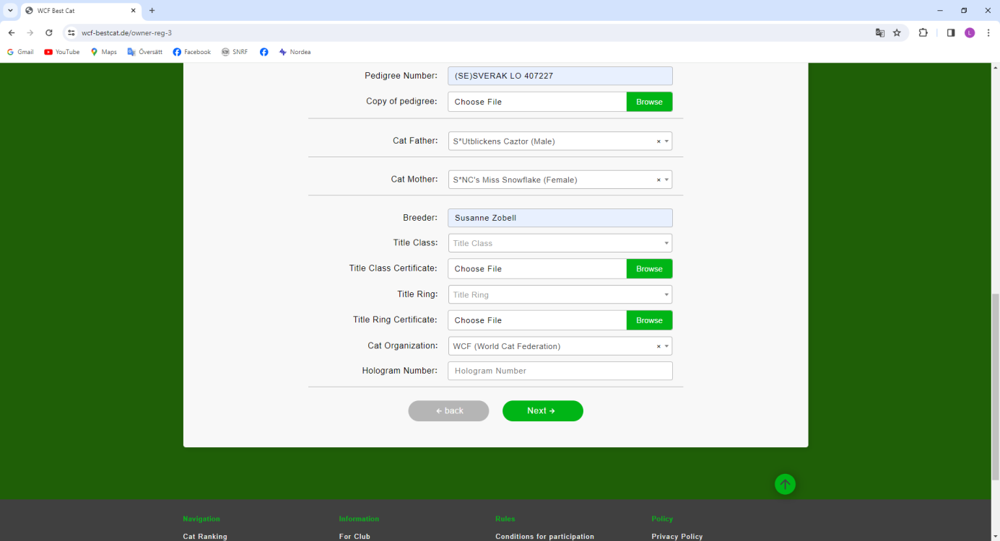 WCF Best Cat
wcf-bestcat.de/owner-reg-3
L
Gmail YouTube Maps Översätt Facebook SNRF Nordea
Pedigree Number: (SE)SVERAK LO 407227
Copy of pedigree: Choose File Browse
Cat Father: S*Utblickens Caztor (Male) ×
Cat Mother: S*NC's Miss Snowflake (Female) ×
Breeder: Susanne Zobell
Title Class: Title Class
Title Class Certificate: Choose File Browse
Title Ring: Title Ring
Title Ring Certificate: Choose File Browse
Cat Organization: WCF (World Cat Federation) ×
Hologram Number: Hologram Number
← back Next →
Navigation Information Rules Policy
Cat Ranking For Club Conditions for participation Privacy Policy